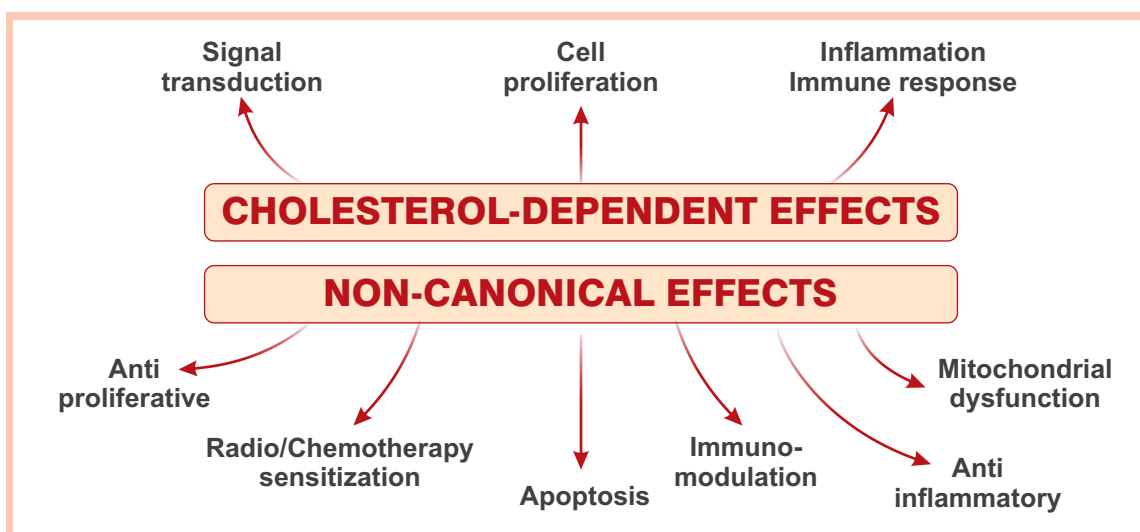 Signal
transduction
Cell
proliferation
Inflammation
Immune response
CHOLESTEROL-DEPENDENT EFFECTS
NON-CANONICAL EFFECTS
Anti
proliferative
Radio/Chemotherapy
sensitization
Apoptosis
Immuno-
modulation
Anti
inflammatory
Mitochondrial
dysfunction